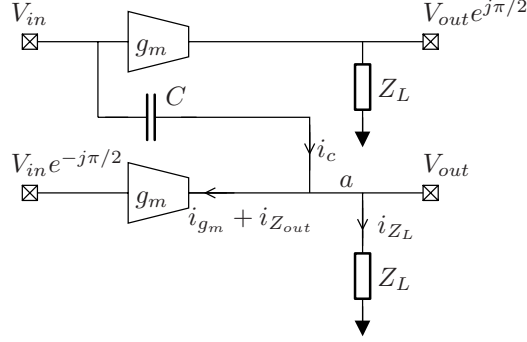 V_{in}
V_{out}e^{jπ/2}
g_m
Z_L
C
i_c
V_{in}e^{-jπ/2}
V_{out}
g_m
a
i_{g_m} + i_{Z_{out}}
i_{Z_L}
Z_L